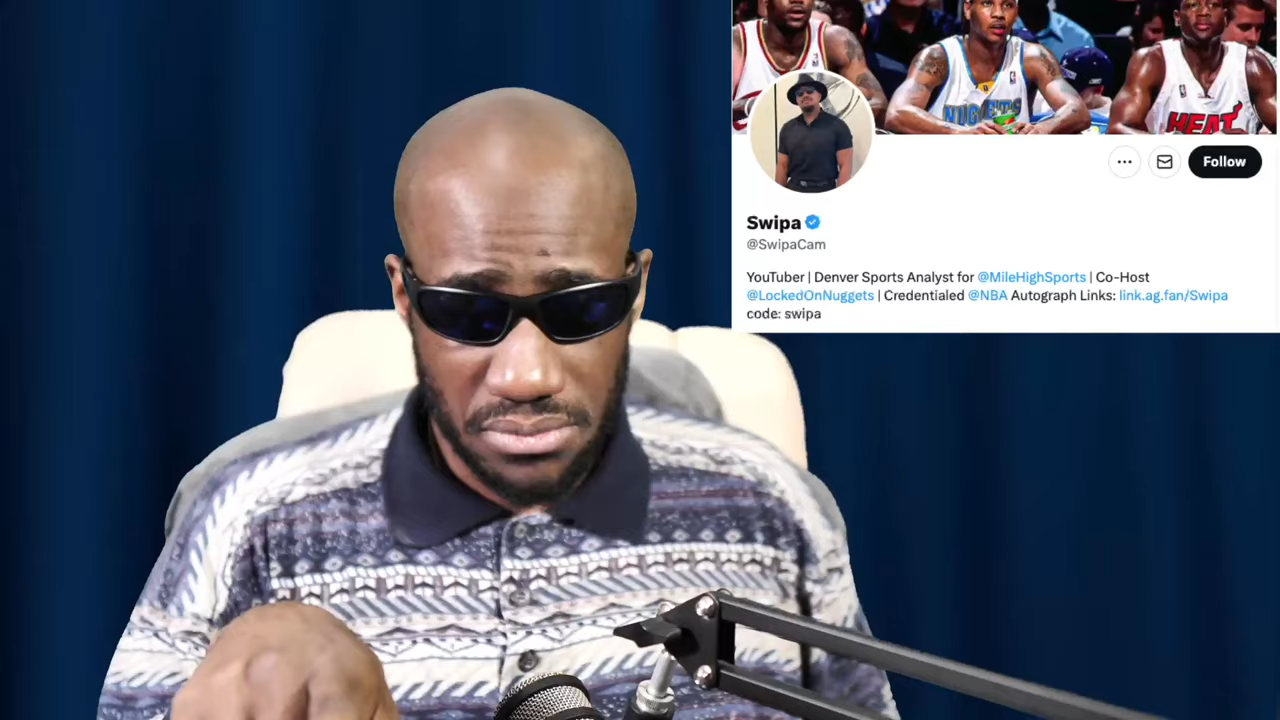 NUGGETS
HEAT
Follow
Swipa
@SwipaCam
YouTuber | Denver Sports Analyst for @MileHighSports | Co-Host
@LockedOnNuggets | Credentialed @NBA Autograph Links: link.ag.fan/Swipa
code: swipa